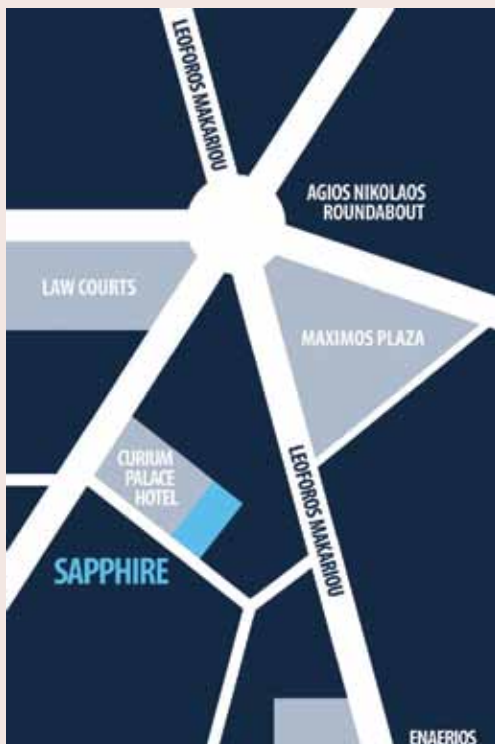 LEOFOROS MAKARIOU
AGIOS NIKOLAOS
ROUNDABOUT
LAW COURTS
MAXIMOS PLAZA
CURIUM
PALACE
HOTEL
LEOFOROS MAKARIOU
SAPPHIRE
ENAERIOS